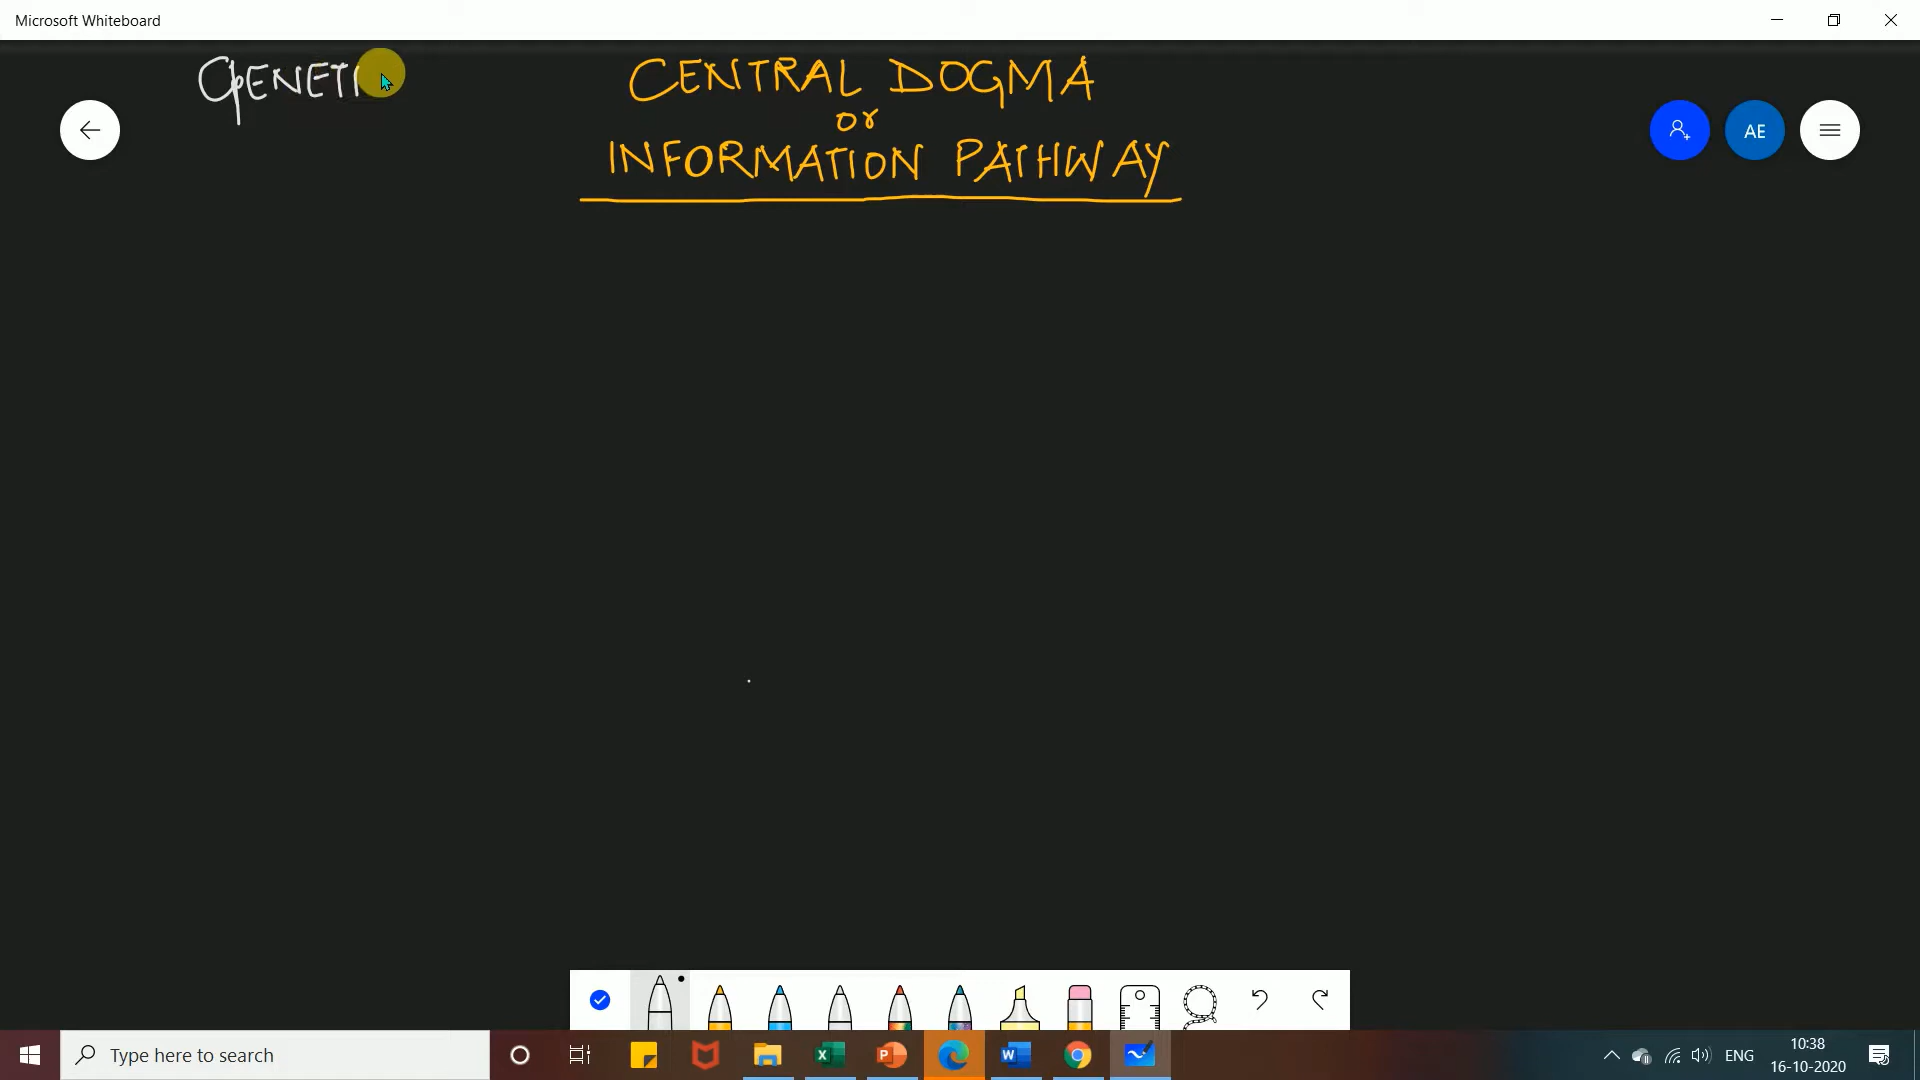 Microsoft Whiteboard
GENETI
CENTRAL DOGMA
or
INFORMATION PATHWAY
AE
Type here to search
ENG
10:38
16-10-2020